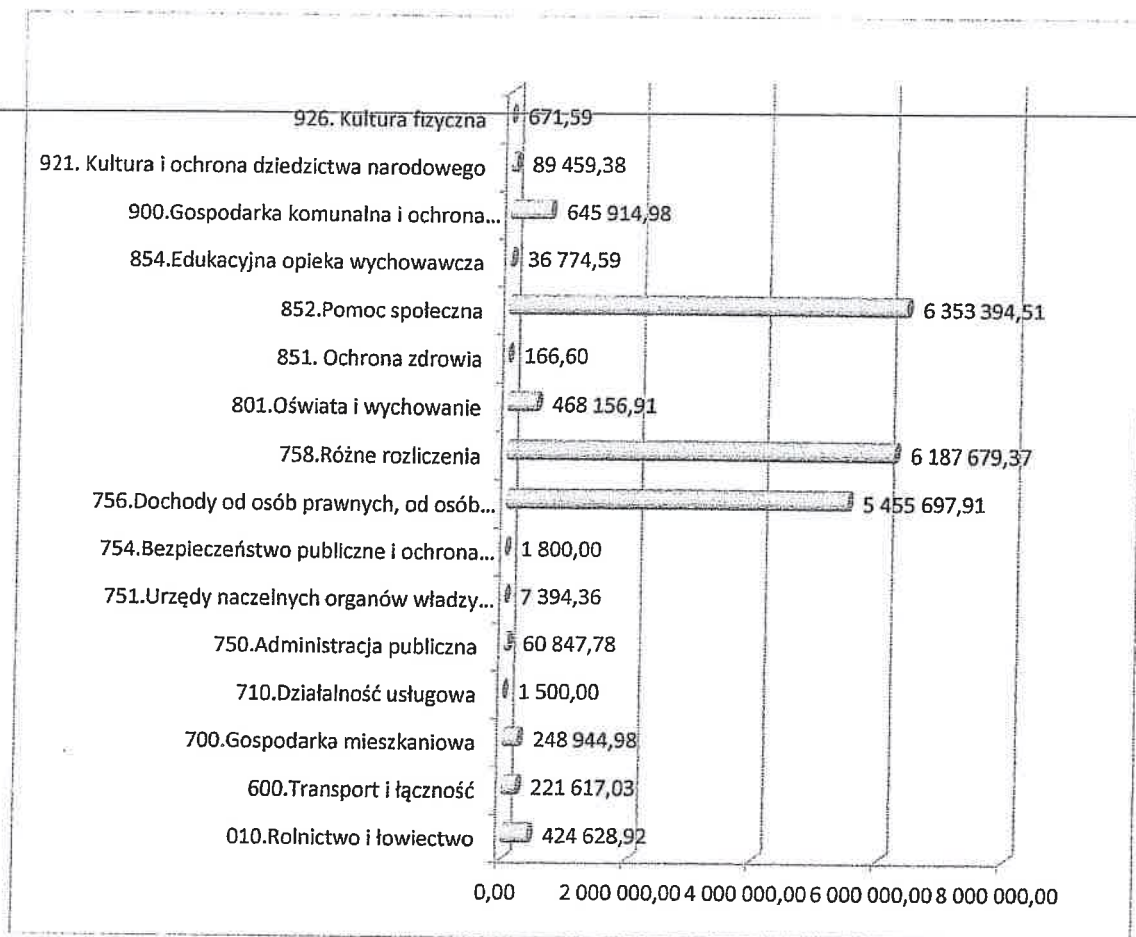 926. Kultura fizyczna 671,59
921. Kultura i ochrona dziedzictwa narodowego 89 459,38
900.Gospodarka komunalna i ochrona... 645 914,98
854.Edukacyjna opieka wychowawcza 36 774,59
852.Pomoc społeczna 6 353 394,51
851. Ochrona zdrowia 166,60
801.Oświata i wychowanie 468 156,91
758.Różne rozliczenia 6 187 679,37
756.Dochody od osób prawnych, od osób... 5 455 697,91
754.Bezpieczeństwo publiczne i ochrona... 1 800,00
751.Urzędy naczelnych organów władzy... 7 394,36
750.Administracja publiczna 60 847,78
710.Działalność usługowa 1 500,00
700.Gospodarka mieszkaniowa 248 944,98
600.Transport i łączność 221 617,03
010.Rolnictwo i łowiectwo 424 628,92
0,00 2 000 000,00 4 000 000,00 6 000 000,00 8 000 000,00